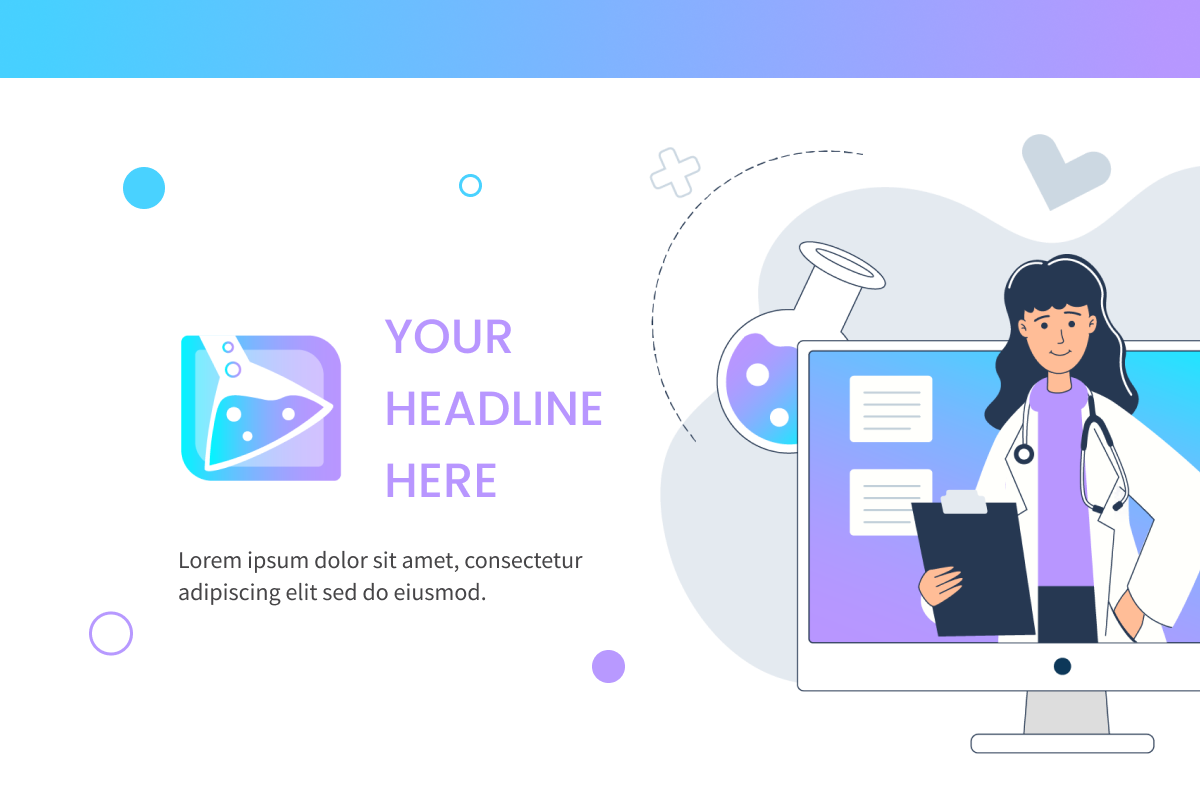 YOUR
HEADLINE
HERE
Lorem ipsum dolor sit amet, consectetur
adipiscing elit sed do eiusmod.